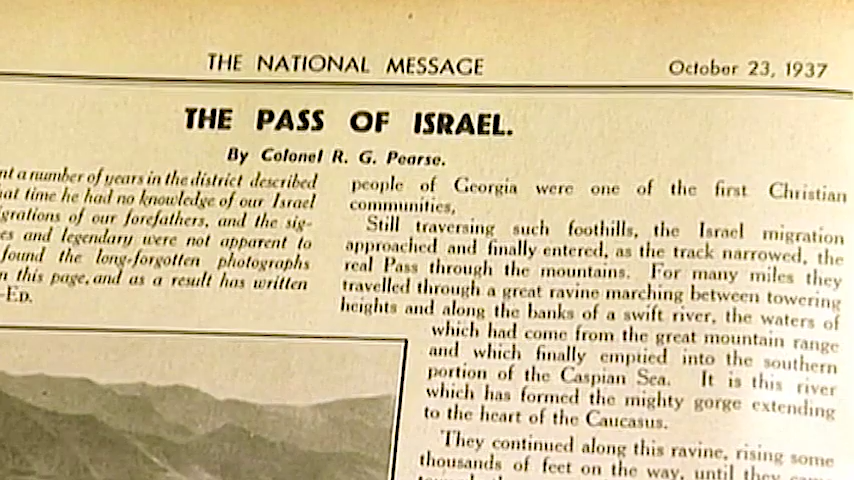 THE NATIONAL MESSAGE
October 23, 1937
THE PASS OF ISRAEL.
By Colonel R. G. Pearse.
nt a number of years in the district described
at time he had no knowledge of our Israel
grations of our forefathers, and the sig-
es and legendary were not apparent to
found the long-forgotten photographs
n this page, and as a result has written
-ED.
people of Georgia were one of the first Christian
communities,
Still traversing such foothills, the Israel migration
approached and finally entered, as the track narrowed, the
real Pass through the mountains. For many miles they
travelled through a great ravine marching between towering
heights and along the banks of a swift river, the waters of
which had come from the great mountain range
and which finally emptied into the southern
portion of the Caspian Sea. It is this river
which has formed the mighty gorge extending
to the heart of the Caucasus.
They continued along this ravine, rising some
thousands of feet on the way, until they came